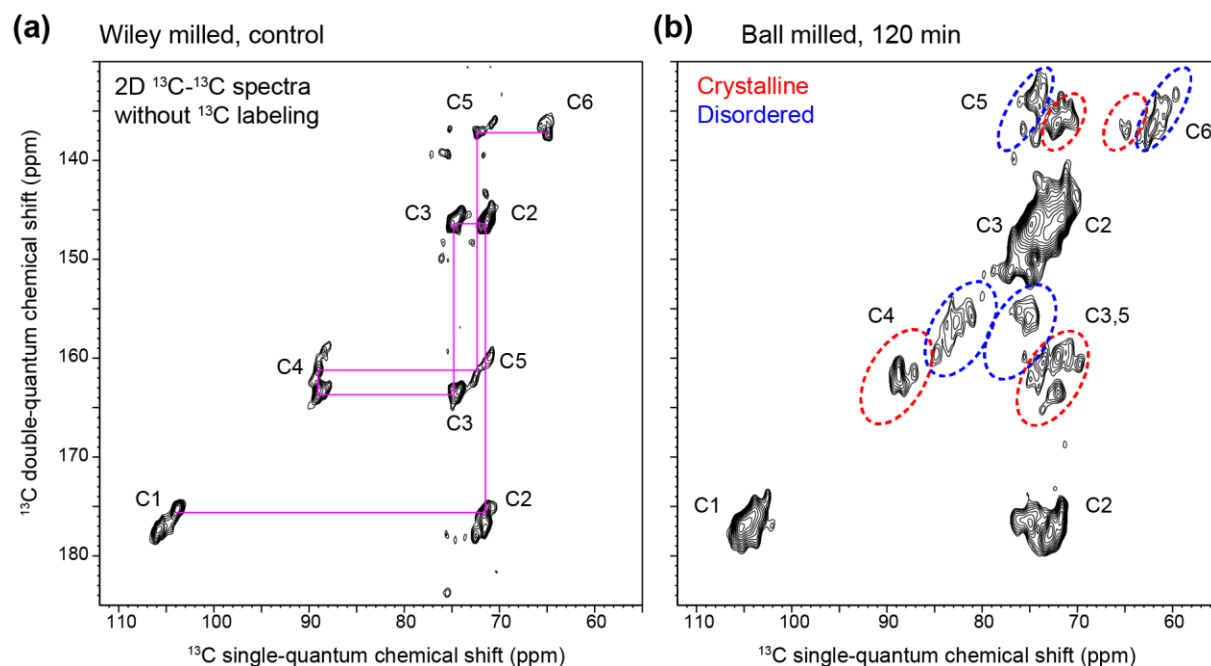 (a) Wiley milled, control
2D ¹³C-¹³C spectra
without ¹³C labeling
C5
C6
C3
C2
C4
C5
C3
C1
C2
140
150
160
170
180
110
100
90
80
70
60
¹³C double-quantum chemical shift (ppm)
¹³C single-quantum chemical shift (ppm)
(b) Ball milled, 120 min
Crystalline
Disordered
C5
C6
C3
C2
C4
C3,5
C1
C2
110
100
90
80
70
60
¹³C single-quantum chemical shift (ppm)